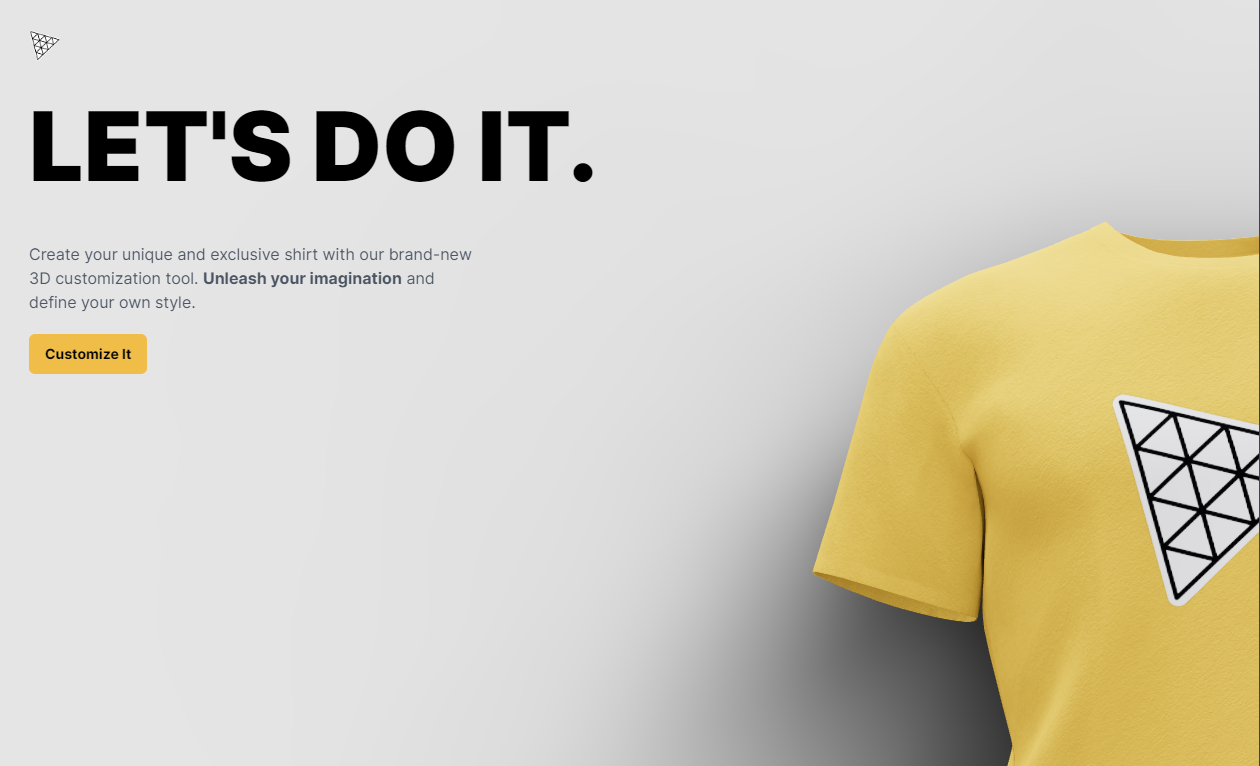 LET'S DO IT.
Create your unique and exclusive shirt with our brand-new
3D customization tool. Unleash your imagination and
define your own style.
Customize It